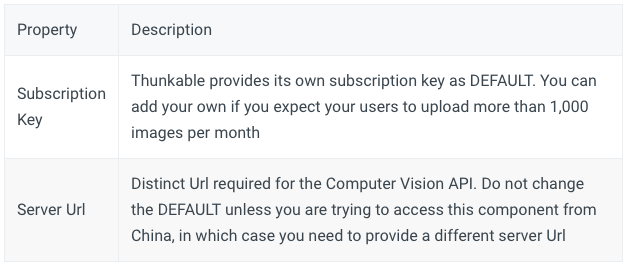 Property
Description
Subscription
Key
Thunkable provides its own subscription key as DEFAULT. You can
add your own if you expect your users to upload more than 1,000
images per month
Server Url
Distinct Url required for the Computer Vision API. Do not change
the DEFAULT unless you are trying to access this component from
China, in which case you need to provide a different server Url